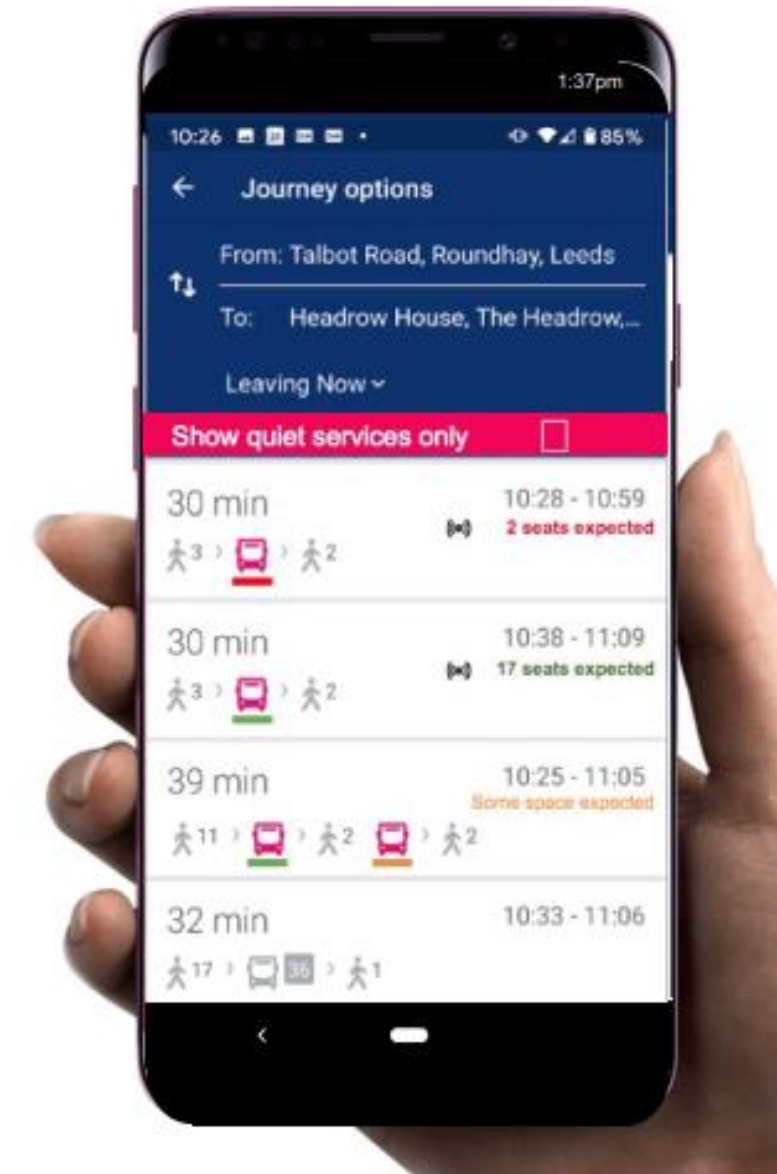 1:37pm
10:26 85%
Journey options
From: Talbot Road, Roundhay, Leeds
To: Headrow House, The Headrow,...
Leaving Now
Show quiet services only
30 min 10:28 - 10:59
2 seats expected
3 2
30 min 10:38 - 11:09
17 seats expected
3 2
39 min 10:25 - 11:05
Some space expected
11 2 2
32 min 10:33 - 11:06
17 36 1